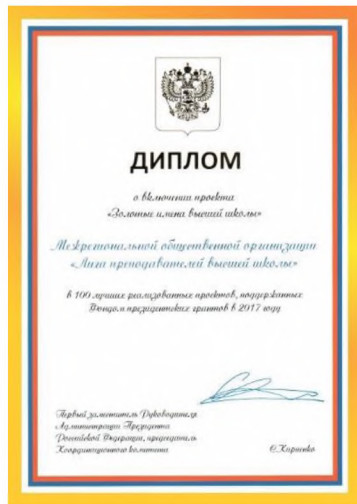 ДИПЛОМ
о включении проекта
«Золотые имена высшей школы»
Межрегиональной общественной организации
«Лига преподавателей высшей школы»
в 100 лучших реализованных проектов, поддержанных
Фондом президентских грантов в 2017 году
Первый заместитель Руководителя
Администрации Президента
Российской Федерации, председатель
Координационного комитета
С.Кириенко